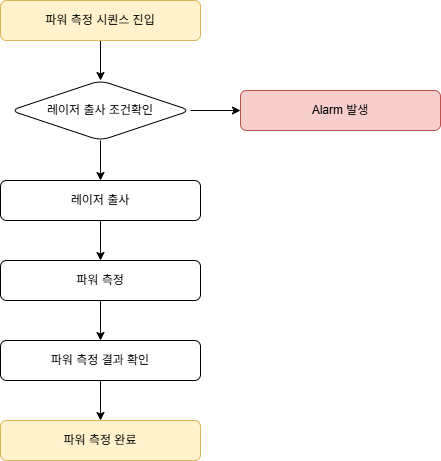 파워 측정 시퀀스 진입
레이저 출사 조건확인
Alarm 발생
레이저 출사
파워 측정
파워 측정 결과 확인
파워 측정 완료